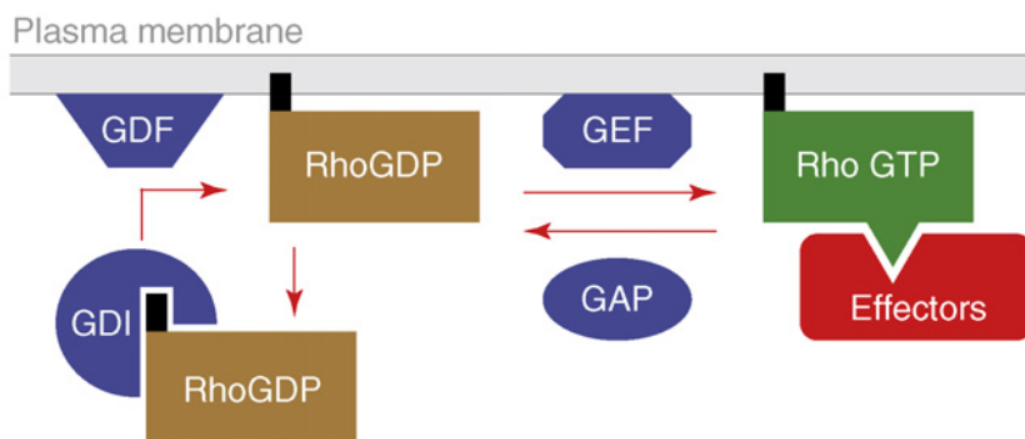 Plasma membrane
GDF
RhoGDP
GEF
Rho GTP
GDI
RhoGDP
GAP
Effectors